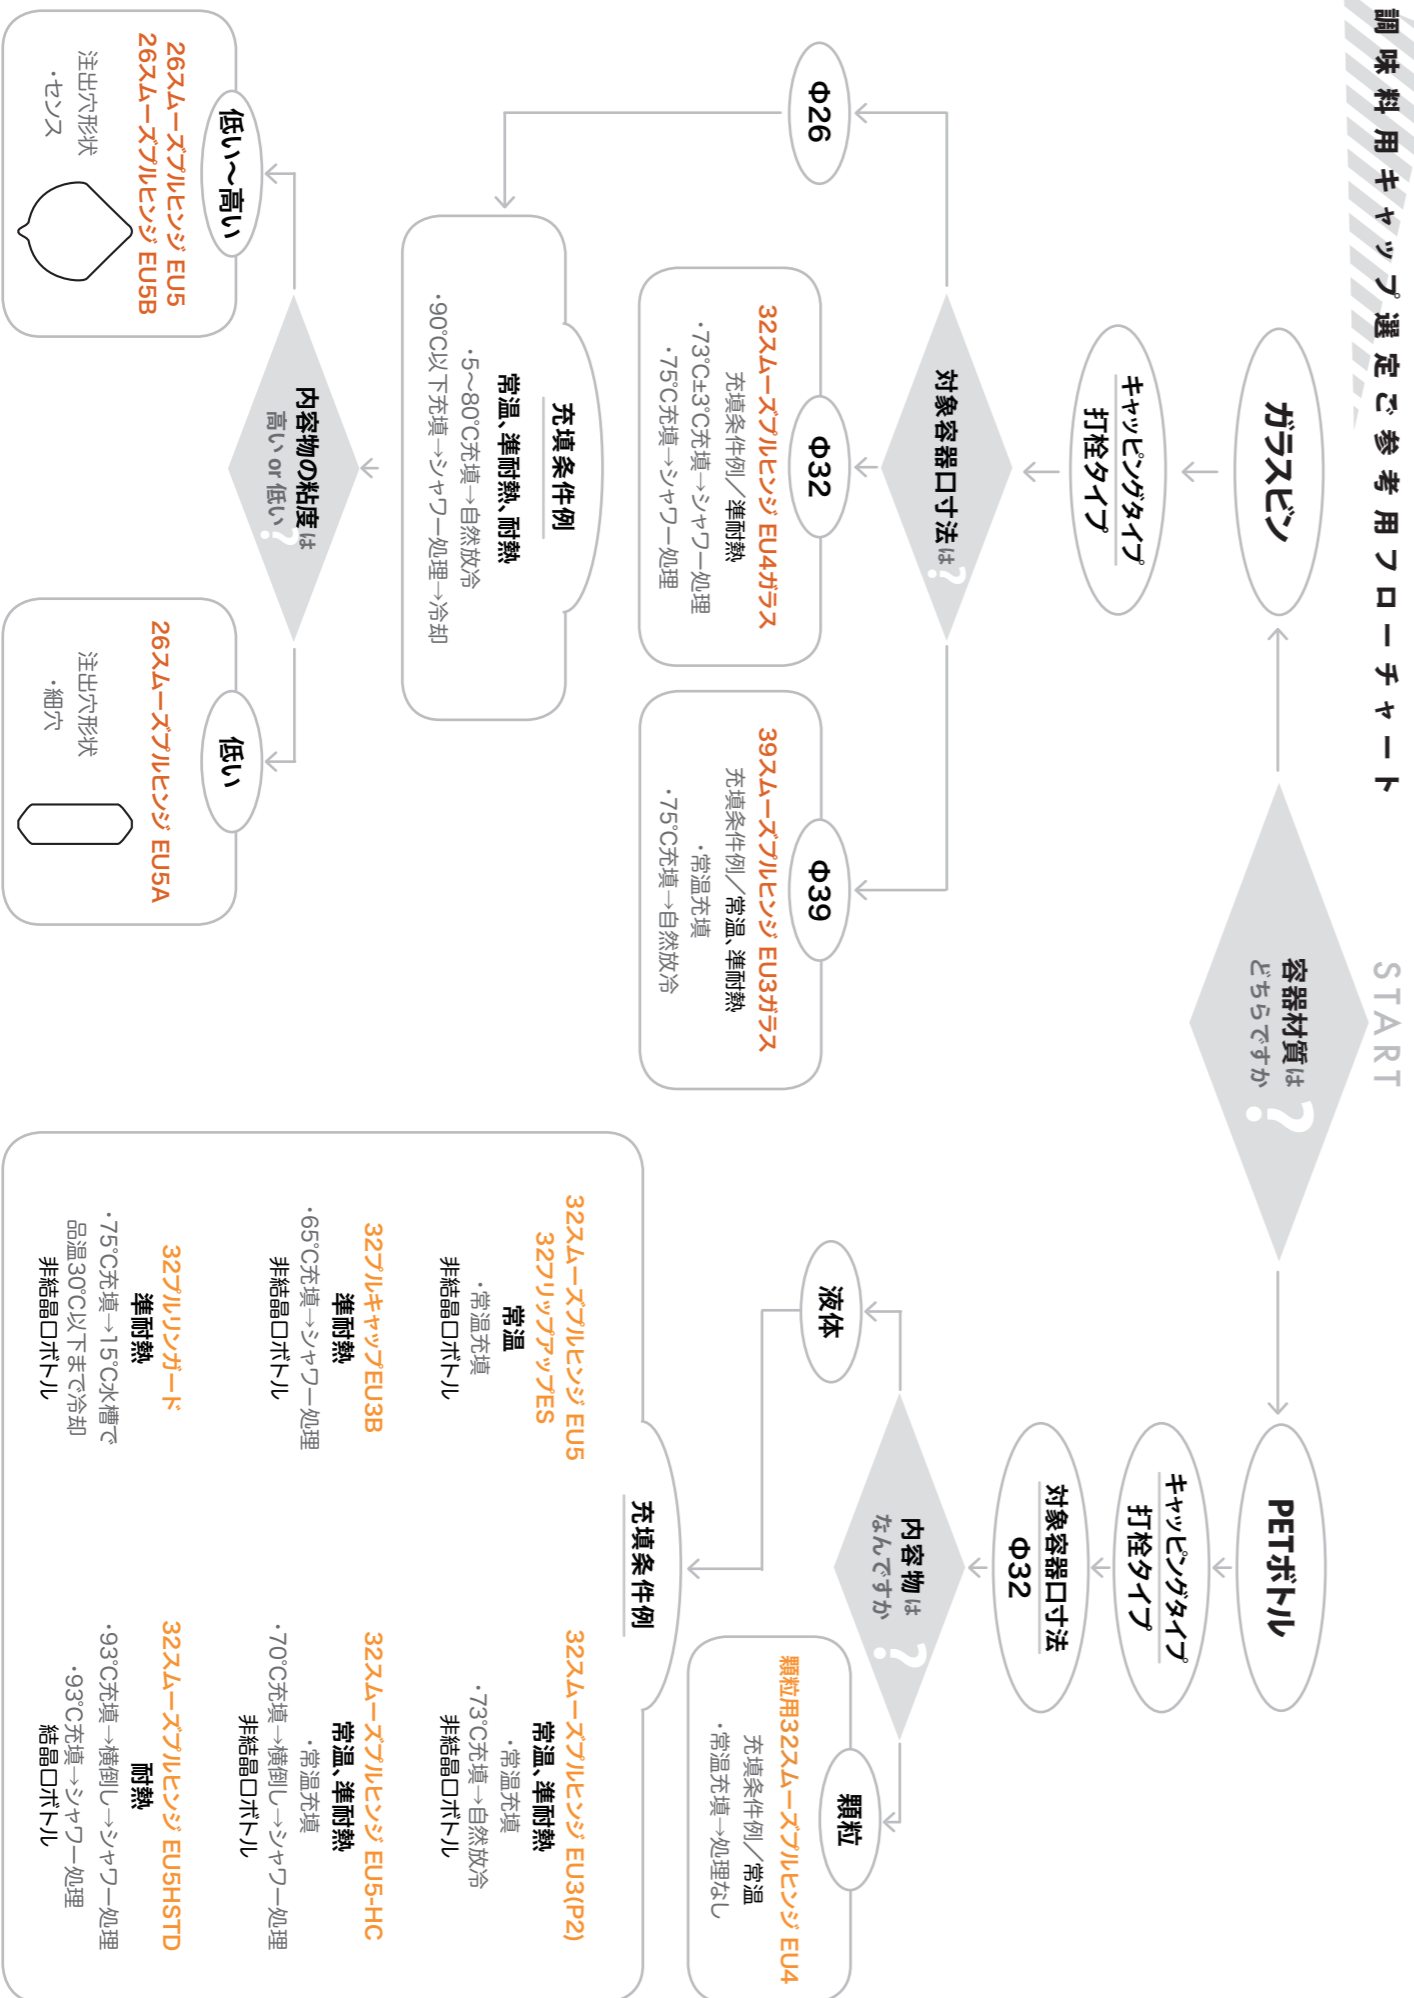 調味料用キャップ選定ご参考用フローチャート
START
容器材質は
どちらですか
?
ガラスビン
キャッピングタイプ
打栓タイプ
対象容器口寸法は
?
Φ26
Φ32
32スムーズプルヒンジ EU4ガラス
充填条件例／準耐熱
・73℃±3℃充填→シャワー処理
・75℃充填→シャワー処理
Φ39
39スムーズプルヒンジ EU3ガラス
充填条件例／常温、準耐熱
・常温充填
・75℃充填→自然放冷
充填条件例
常温、準耐熱、耐熱
・5〜80℃充填→自然放冷
・90℃以下充填→シャワー処理→冷却
内容物の粘度は
高い or 低い
?
低い〜高い
26スムーズプルヒンジ EU5
26スムーズプルヒンジ EU5B
注出穴形状
・センス
低い
26スムーズプルヒンジ EU5A
注出穴形状
・細穴
PETボトル
キャッピングタイプ
打栓タイプ
対象容器口寸法
Φ32
内容物は
なんですか
?
液体
顆粒
顆粒用32スムーズプルヒンジ EU4
充填条件例／常温
・常温充填→処理なし
充填条件例
32スムーズプルヒンジ EU5
32フリップアップES
常温
・常温充填
非結晶口ボトル
32スムーズプルヒンジ EU3(P2)
常温、準耐熱
・常温充填
・73℃充填→自然放冷
非結晶口ボトル
32プルキャップEU3B
準耐熱
・65℃充填→シャワー処理
非結晶口ボトル
32スムーズプルヒンジ EU5-HC
常温、準耐熱
・常温充填
・70℃充填→横倒し→シャワー処理
非結晶口ボトル
32プルリンガード
準耐熱
・75℃充填→15℃水槽で
品温30℃以下まで冷却
非結晶口ボトル
32スムーズプルヒンジ EU5HSTD
耐熱
・93℃充填→横倒し→シャワー処理
・93℃充填→シャワー処理
結晶口ボトル